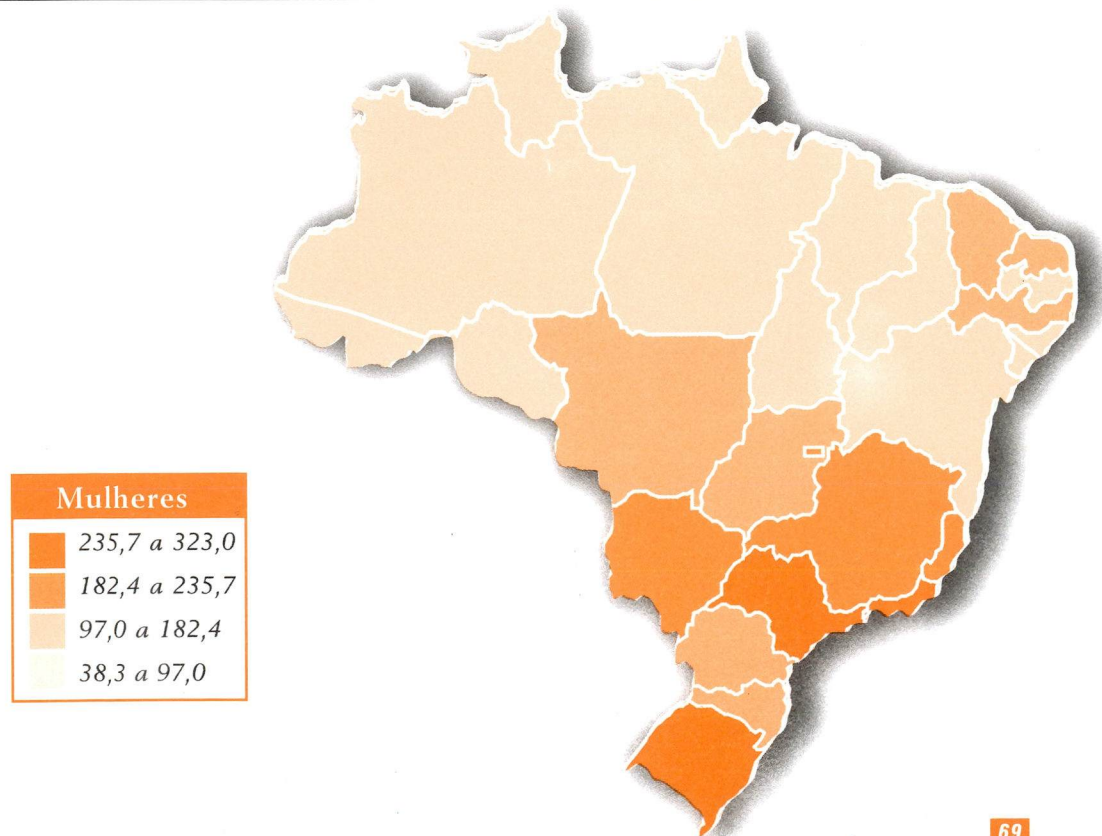 Mulheres
235,7 a 323,0
182,4 a 235,7
97,0 a 182,4
38,3 a 97,0
69